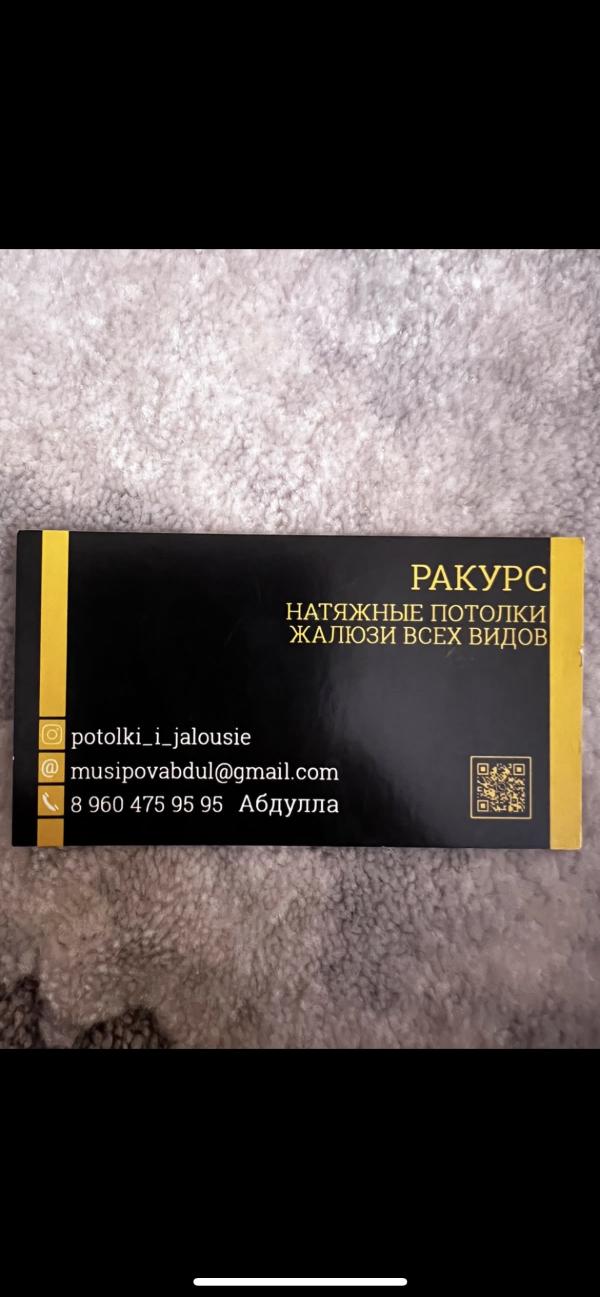 РАКУРС
НАТЯЖНЫЕ ПОТОЛКИ
ЖАЛЮЗИ ВСЕХ ВИДОВ
potolki_i_jalousie
musipovabdul@gmail.com
8 960 475 95 95 Абдулла